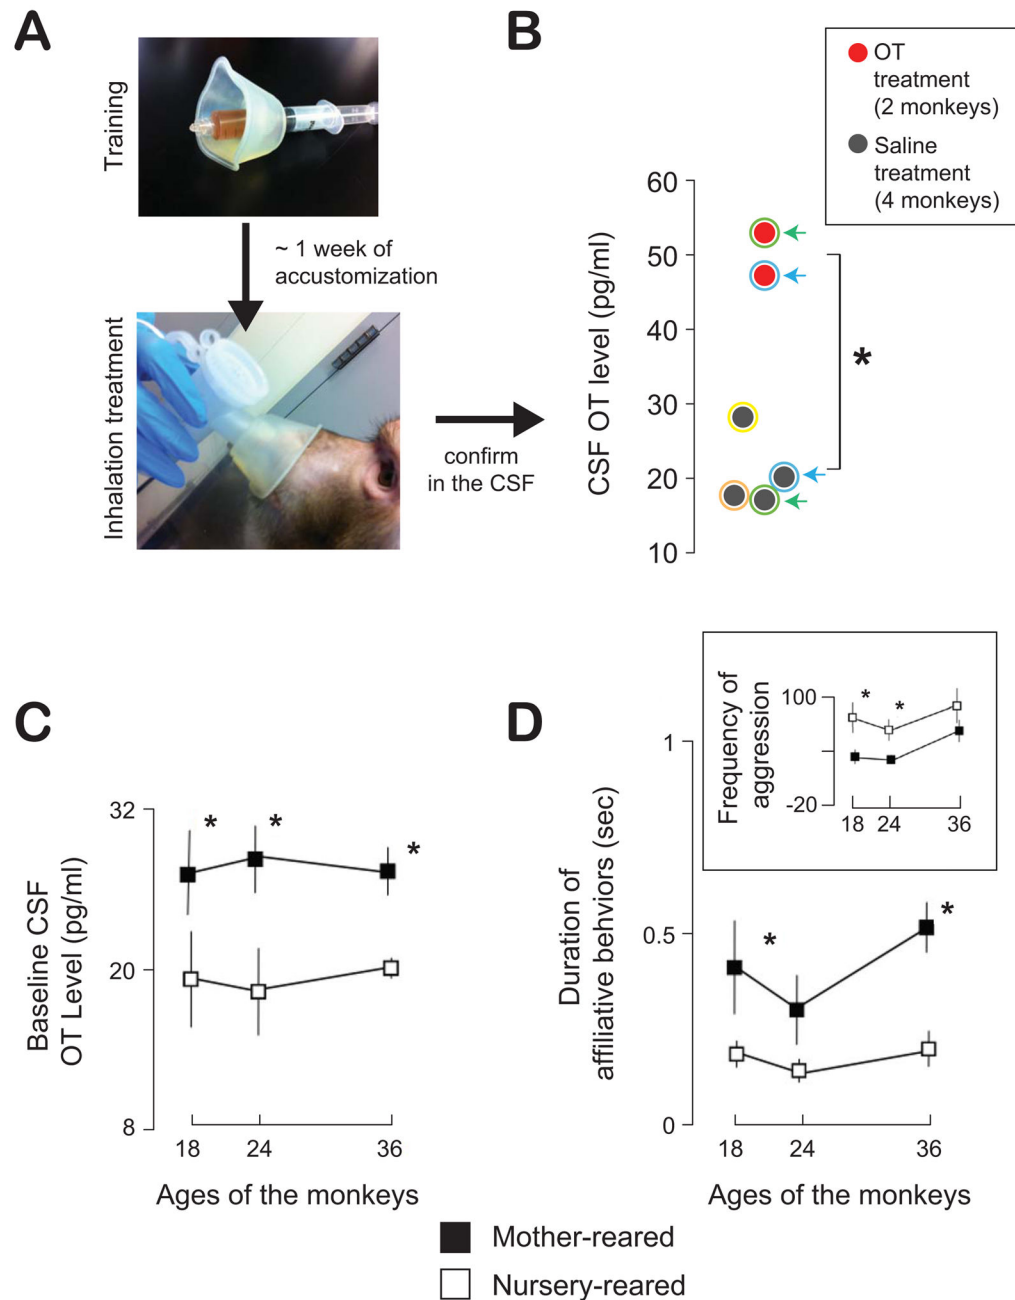 A
Training
~ 1 week of
accustomization
Inhalation treatment
confirm
in the CSF
B
OT
treatment
(2 monkeys)
Saline
treatment
(4 monkeys)
CSF OT level (pg/ml)
60
50
40
30
20
10
*
C
Baseline CSF
OT Level (pg/ml)
32
20
8
* * *
18 24 36
Ages of the monkeys
D
Frequency of
aggression
100
-20
* *
18 24 36
Duration of
affiliative behviors (sec)
1
0.5
0
* *
18 24 36
Ages of the monkeys
Mother-reared
Nursery-reared